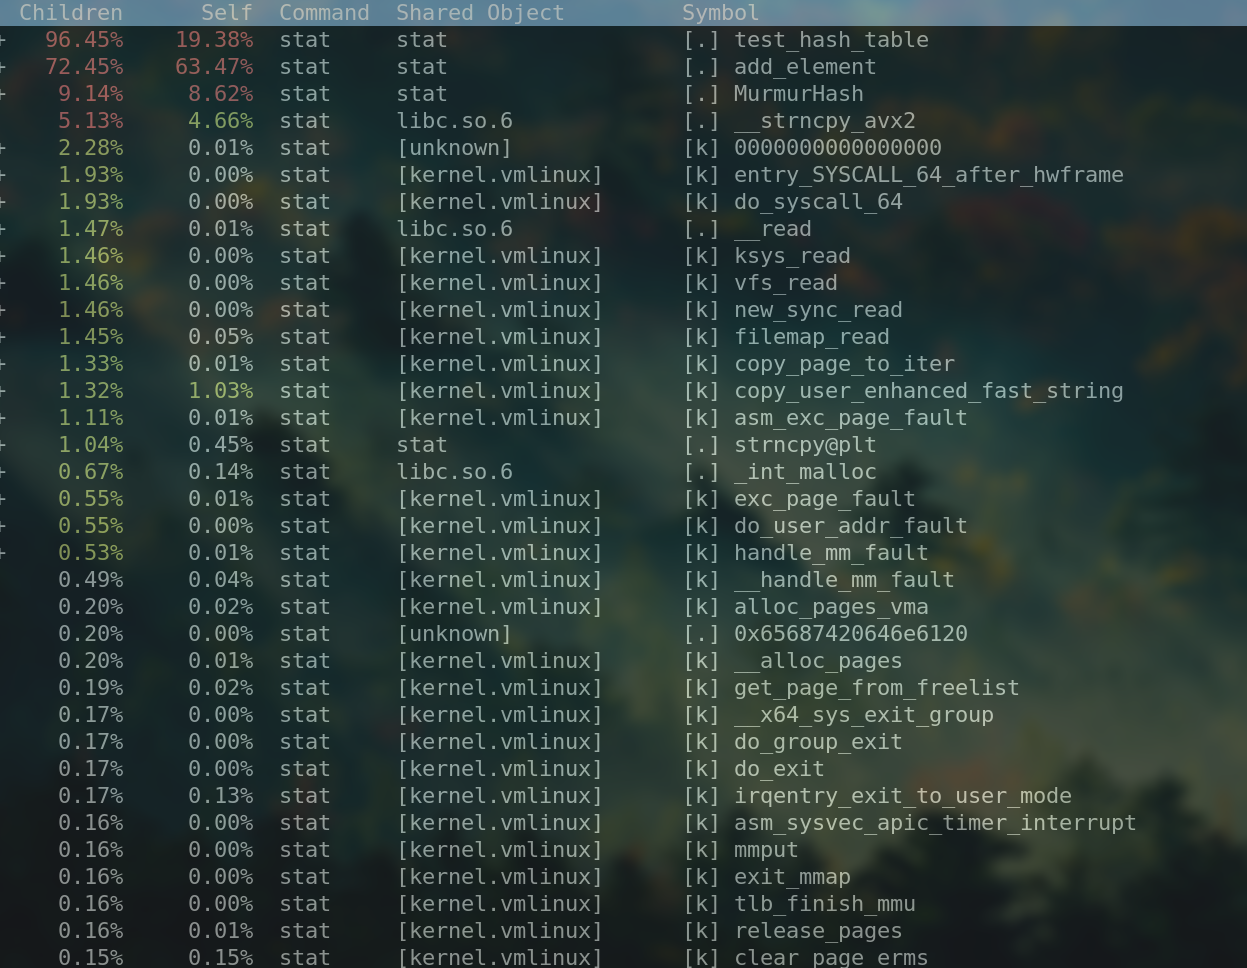 Children Self Command Shared Object Symbol
+ 96.45% 19.38% stat stat [.] test_hash_table
+ 72.45% 63.47% stat stat [.] add_element
+ 9.14% 8.62% stat stat [.] MurmurHash
5.13% 4.66% stat libc.so.6 [.] __strncpy_avx2
+ 2.28% 0.01% stat [unknown] [k] 0000000000000000
+ 1.93% 0.00% stat [kernel.vmlinux] [k] entry_SYSCALL_64_after_hwframe
+ 1.93% 0.00% stat [kernel.vmlinux] [k] do_syscall_64
+ 1.47% 0.01% stat libc.so.6 [.] __read
+ 1.46% 0.00% stat [kernel.vmlinux] [k] ksys_read
+ 1.46% 0.00% stat [kernel.vmlinux] [k] vfs_read
+ 1.46% 0.00% stat [kernel.vmlinux] [k] new_sync_read
+ 1.45% 0.05% stat [kernel.vmlinux] [k] filemap_read
+ 1.33% 0.01% stat [kernel.vmlinux] [k] copy_page_to_iter
+ 1.32% 1.03% stat [kernel.vmlinux] [k] copy_user_enhanced_fast_string
+ 1.11% 0.01% stat [kernel.vmlinux] [k] asm_exc_page_fault
+ 1.04% 0.45% stat stat [.] strncpy@plt
+ 0.67% 0.14% stat libc.so.6 [.] _int_malloc
+ 0.55% 0.01% stat [kernel.vmlinux] [k] exc_page_fault
+ 0.55% 0.00% stat [kernel.vmlinux] [k] do_user_addr_fault
+ 0.53% 0.01% stat [kernel.vmlinux] [k] handle_mm_fault
0.49% 0.04% stat [kernel.vmlinux] [k] __handle_mm_fault
0.20% 0.02% stat [kernel.vmlinux] [k] alloc_pages_vma
0.20% 0.00% stat [unknown] [.] 0x65687420646e6120
0.20% 0.01% stat [kernel.vmlinux] [k] __alloc_pages
0.19% 0.02% stat [kernel.vmlinux] [k] get_page_from_freelist
0.17% 0.00% stat [kernel.vmlinux] [k] __x64_sys_exit_group
0.17% 0.00% stat [kernel.vmlinux] [k] do_group_exit
0.17% 0.00% stat [kernel.vmlinux] [k] do_exit
0.17% 0.13% stat [kernel.vmlinux] [k] irqentry_exit_to_user_mode
0.16% 0.00% stat [kernel.vmlinux] [k] asm_sysvec_apic_timer_interrupt
0.16% 0.00% stat [kernel.vmlinux] [k] mmput
0.16% 0.00% stat [kernel.vmlinux] [k] exit_mmap
0.16% 0.00% stat [kernel.vmlinux] [k] tlb_finish_mmu
0.16% 0.01% stat [kernel.vmlinux] [k] release_pages
0.15% 0.15% stat [kernel.vmlinux] [k] clear_page_erms